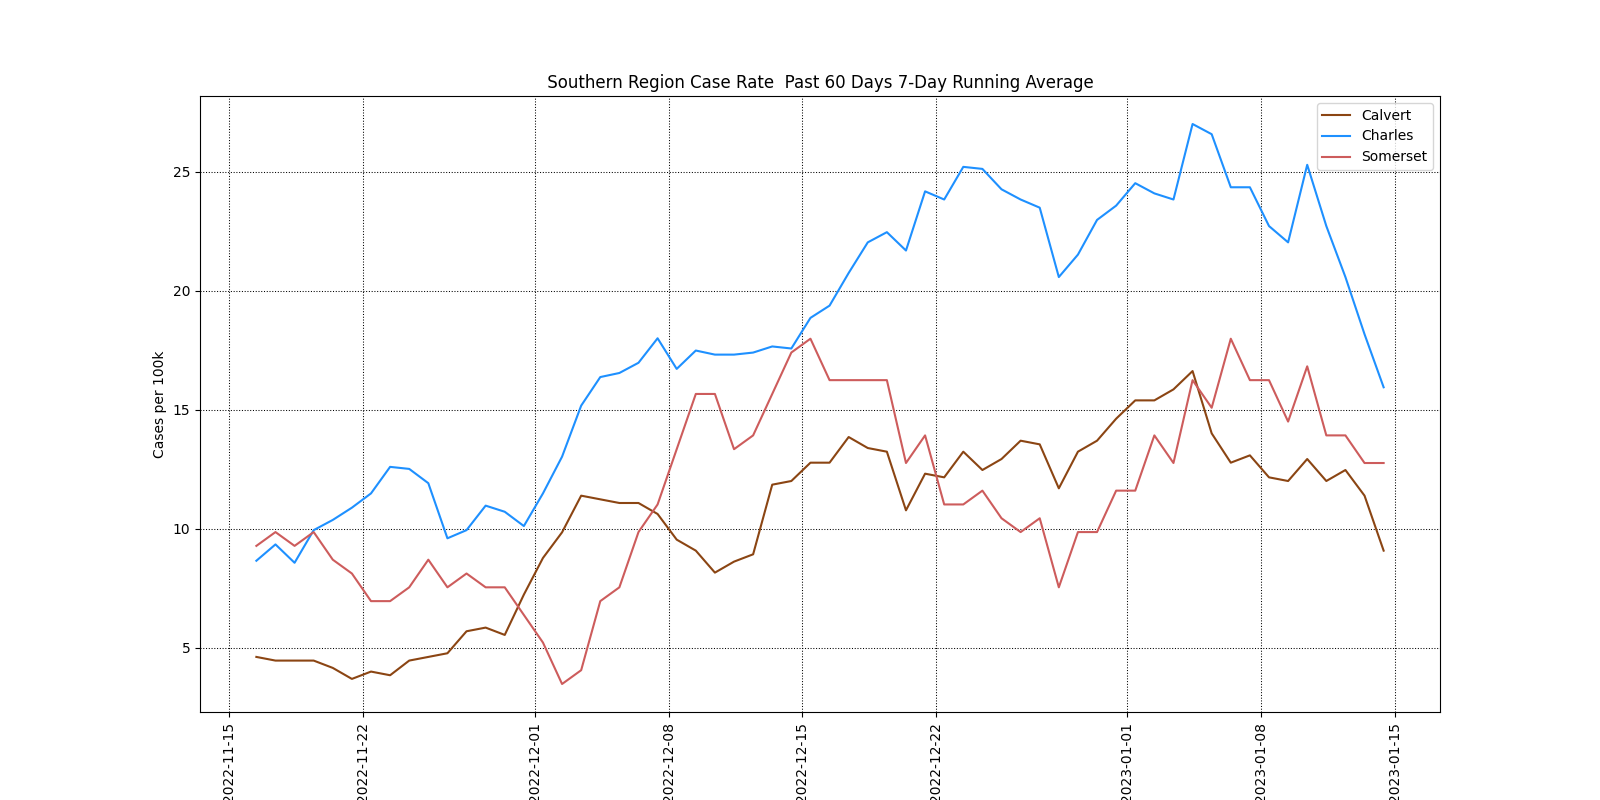 Southern Region Case Rate  Past 60 Days 7-Day Running Average
Calvert
Charles
Somerset
Cases per 100k
25
20
15
10
5
2022-11-15
2022-11-22
2022-12-01
2022-12-08
2022-12-15
2022-12-22
2023-01-01
2023-01-08
2023-01-15